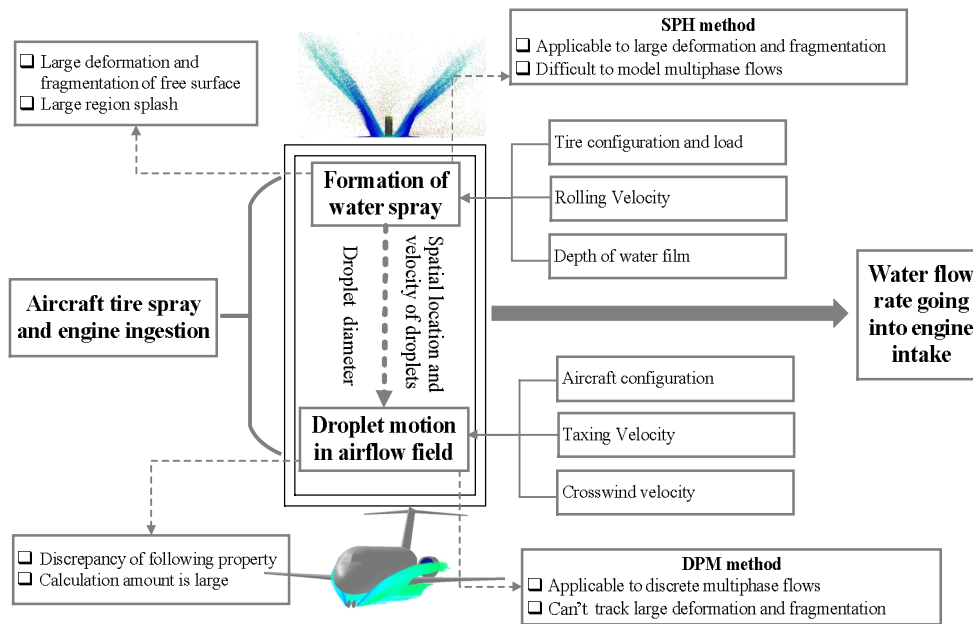 ❑ Large deformation and
fragmentation of free surface
❑ Large region splash
SPH method
❑ Applicable to large deformation and fragmentation
❑ Difficult to model multiphase flows
Formation of
water spray
Tire configuration and load
Rolling Velocity
Depth of water film
Aircraft tire spray
and engine ingestion
Spatial location and
velocity of droplets
Droplet diameter
Water flow
rate going
into engine
intake
Droplet motion
in airflow field
Aircraft configuration
Taxing Velocity
Crosswind velocity
❑ Discrepancy of following property
❑ Calculation amount is large
DPM method
❑ Applicable to discrete multiphase flows
❑ Can't track large deformation and fragmentation